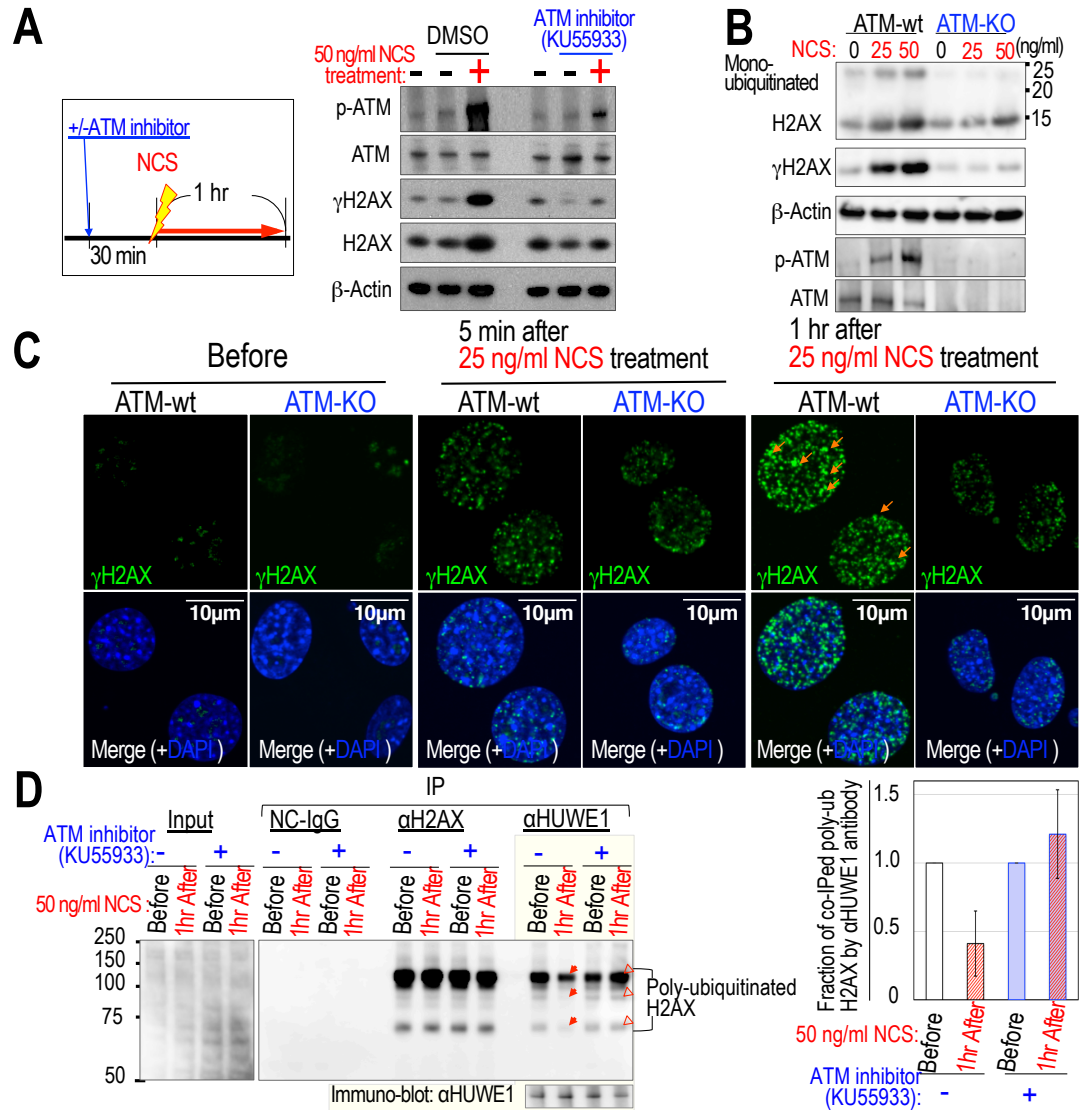 A
+/-ATM inhibitor
NCS
1 hr
30 min
50 ng/ml NCS
treatment:
DMSO
ATM inhibitor
(KU55933)
- - + - - +
p-ATM
ATM
γH2AX
H2AX
β-Actin
B
ATM-wt ATM-KO
NCS: 0 25 50 0 25 50 (ng/ml)
Mono-
ubiquitinated
H2AX
25
20
15
γH2AX
β-Actin
p-ATM
ATM
C
Before
5 min after
25 ng/ml NCS treatment
1 hr after
25 ng/ml NCS treatment
ATM-wt ATM-KO ATM-wt ATM-KO ATM-wt ATM-KO
γH2AX γH2AX γH2AX γH2AX γH2AX γH2AX
10μm 10μm 10μm 10μm 10μm 10μm
Merge (+DAPI) Merge (+DAPI) Merge (+DAPI) Merge (+DAPI) Merge (+DAPI) Merge (+DAPI)
D
IP
Input NC-IgG αH2AX αHUWE1
ATM inhibitor
(KU55933): - + - + - + - +
50 ng/ml NCS : Before 1hr After Before 1hr After Before 1hr After Before 1hr After Before 1hr After Before 1hr After Before 1hr After Before 1hr After
250
150
100
75
50
Poly-ubiquitinated
H2AX
Immuno-blot: αHUWE1
Fraction of co-IPed poly-ub
H2AX by αHUWE1 antibody
1.5
1.0
0.5
0
50 ng/ml NCS: Before 1hr After Before 1hr After
ATM inhibitor
(KU55933) - +